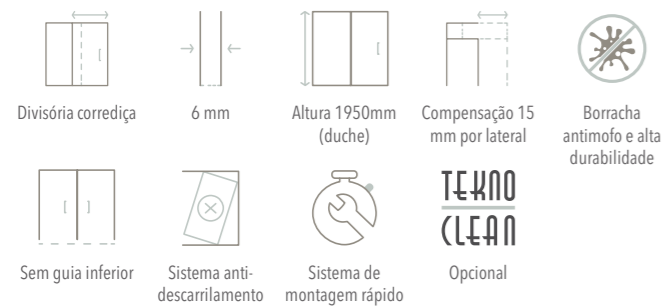 Divisória corrediça
6 mm
Altura 1950mm
(duche)
Compensação 15
mm por lateral
Borracha
antimofo e alta
durabilidade
Sem guia inferior
Sistema anti-
descarrilamento
Sistema de
montagem rápido
TEKNO
CLEAN
Opcional